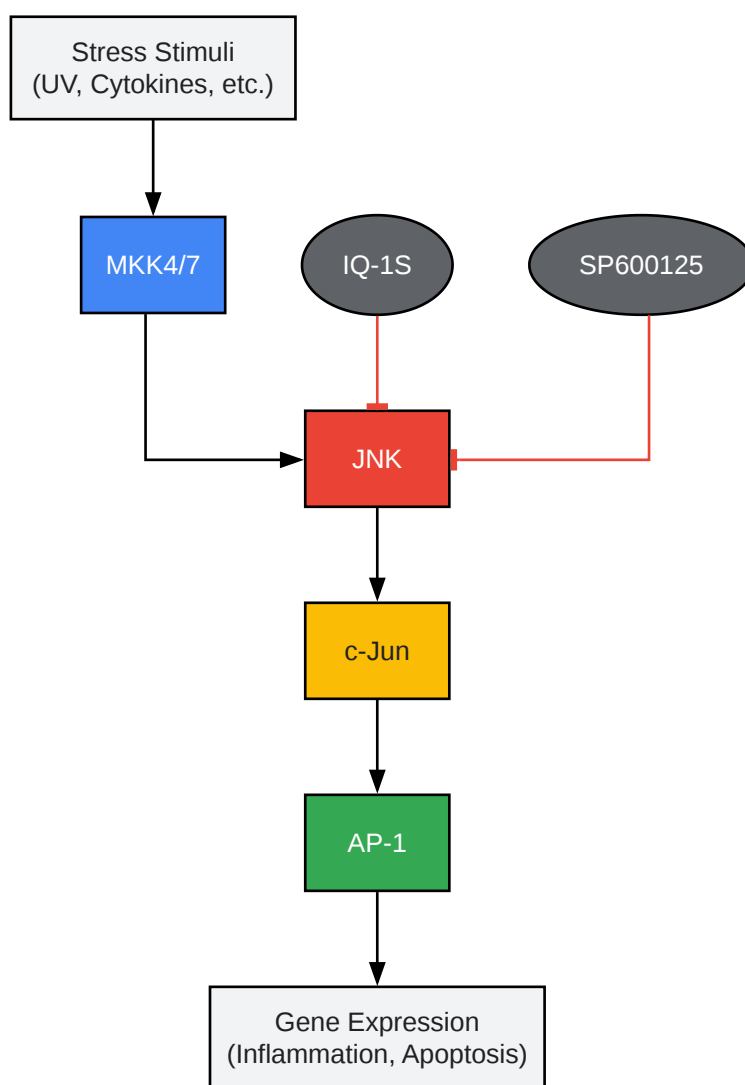 Stress Stimuli
(UV, Cytokines, etc.)
MKK4/7
IQ-1S
SP600125
JNK
c-Jun
AP-1
Gene Expression
(Inflammation, Apoptosis)